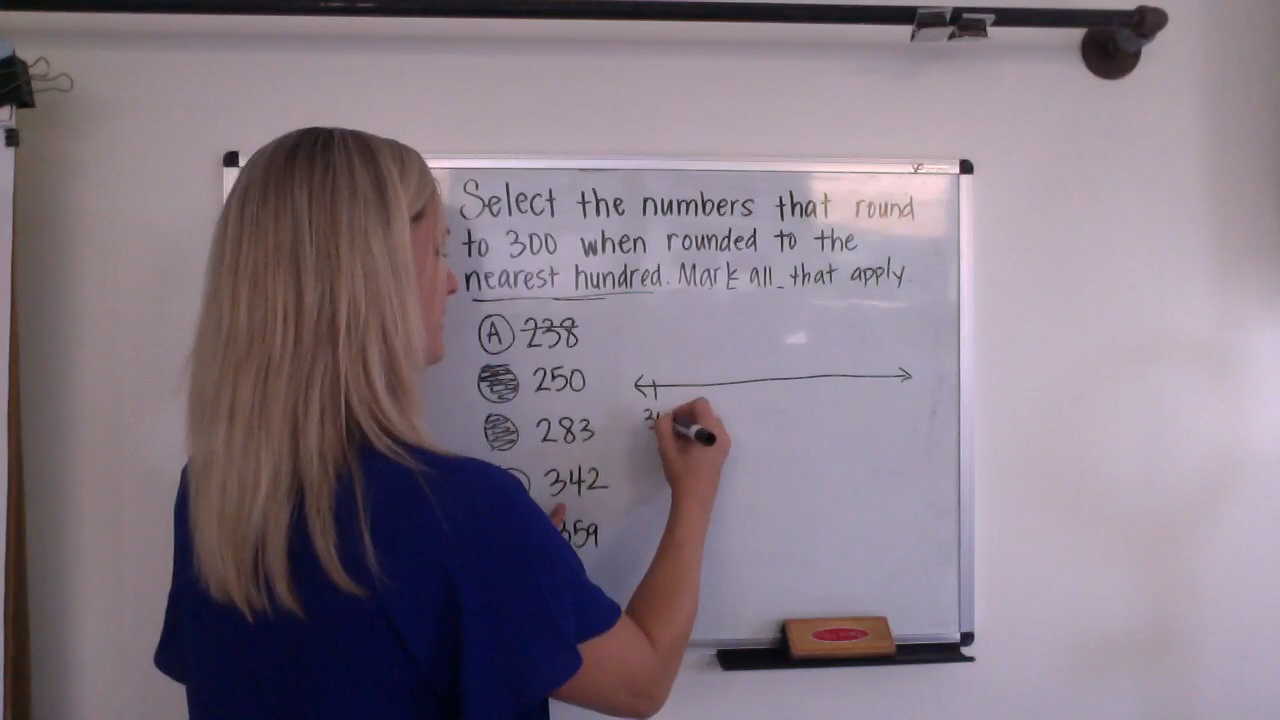 Select the numbers that round
to 300 when rounded to the
nearest hundred. Mark all that apply.
A 238
250
283
342
359